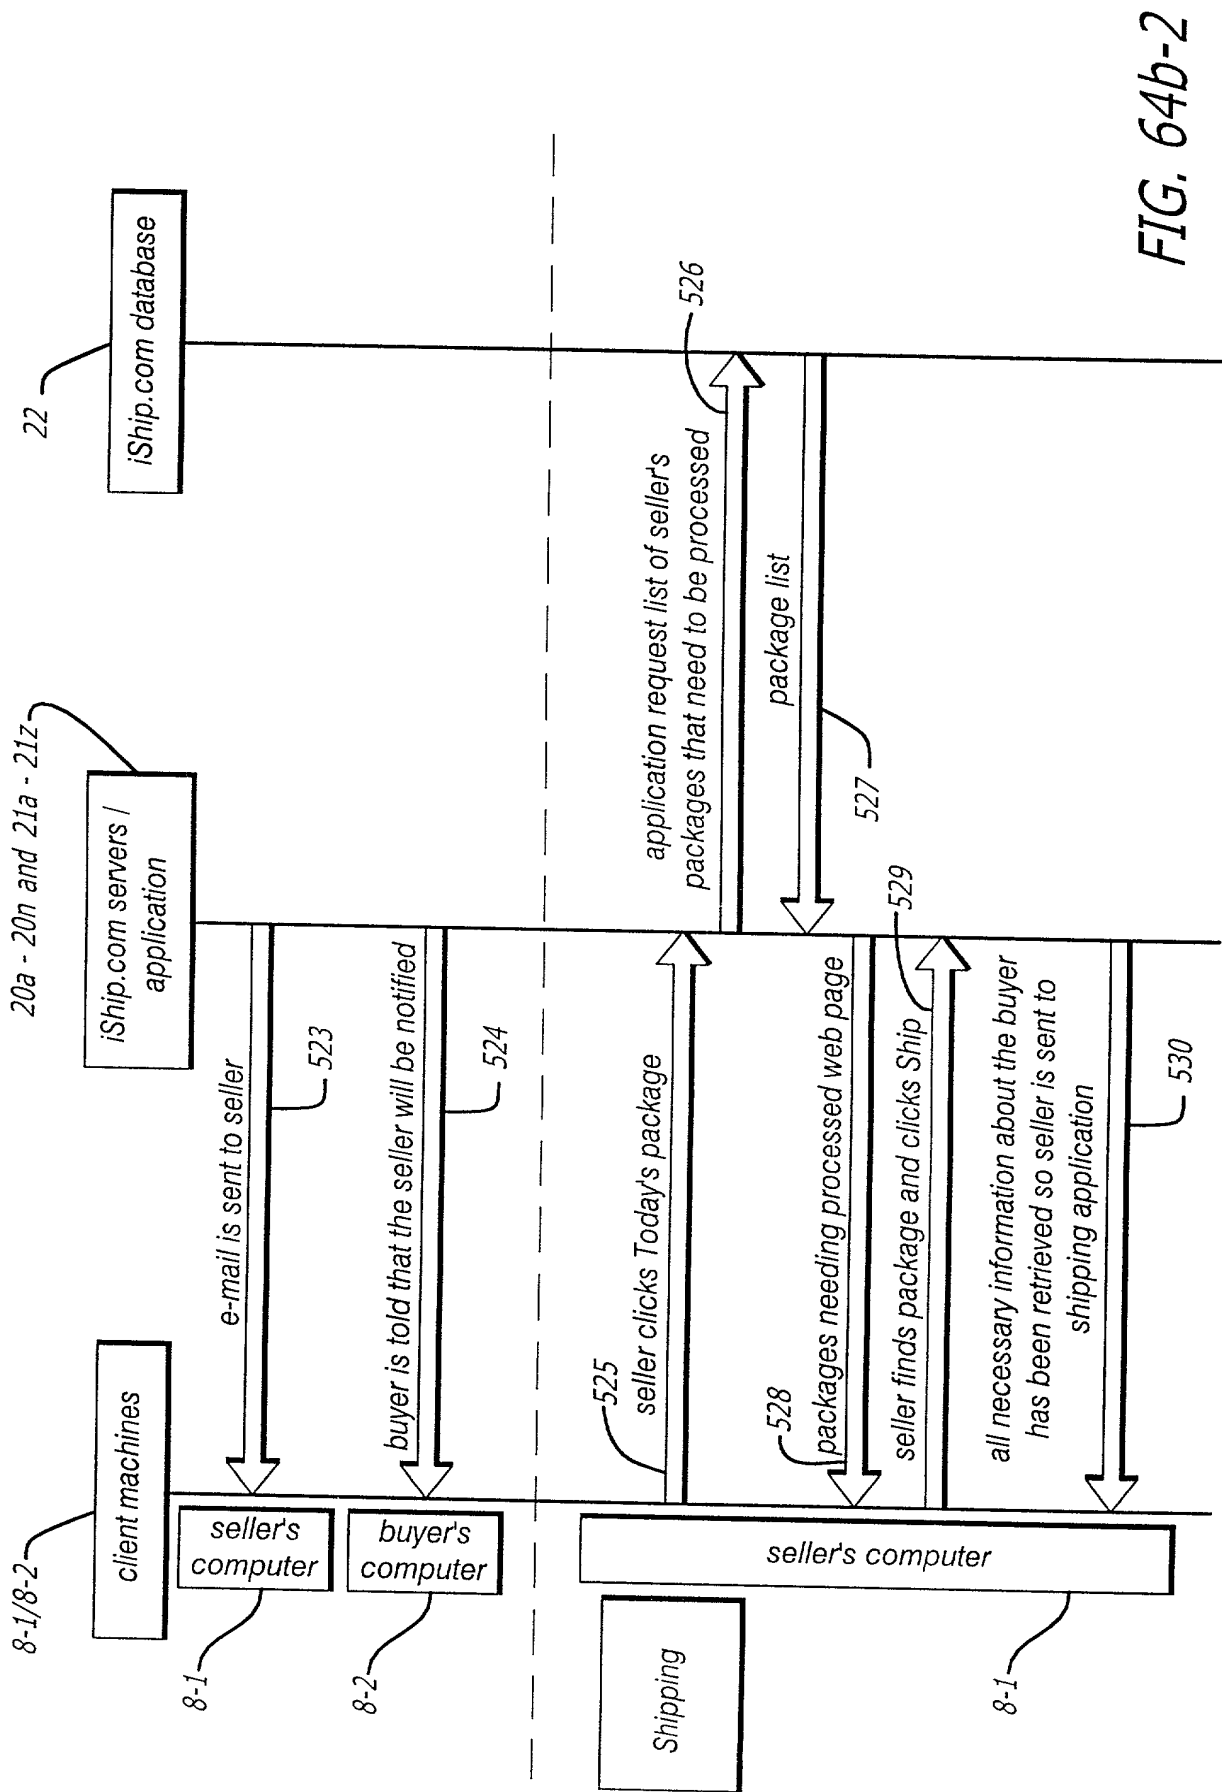 8-1/8-2
client machines
20a - 20n and 21a - 21z
iShip.com servers /
application
22
iShip.com database
8-1
seller's
computer
e-mail is sent to seller
523
8-2
buyer's
computer
buyer is told that the seller will be notified
524
Shipping
seller's computer
8-1
525
seller clicks Today's package
application request list of seller's
packages that need to be processed
526
package list
527
528
packages needing processed web page
seller finds package and clicks Ship
529
all necessary information about the buyer
has been retrieved so seller is sent to
shipping application
530
FIG. 64b-2